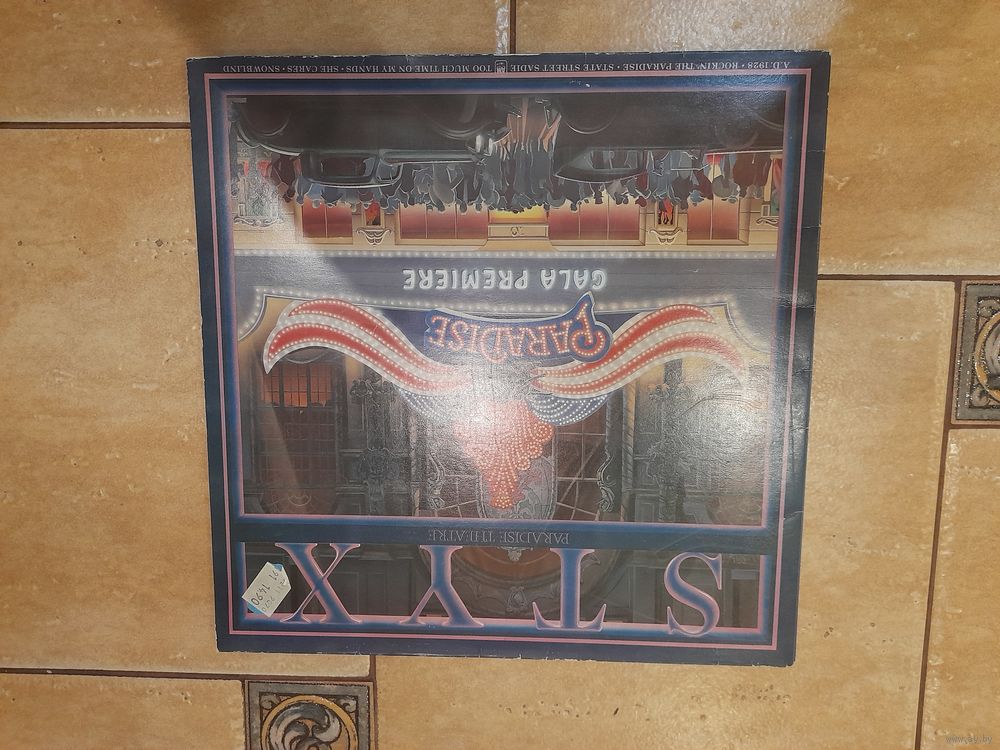 STYX
PARADISE THEATRE
PARADISE
GALA PREMIERE
A.D. 1928 • ROCKIN' THE PARADISE • STATE STREET SADIE • TOO MUCH TIME ON MY HANDS • SHE CARES • SNOWBLIND